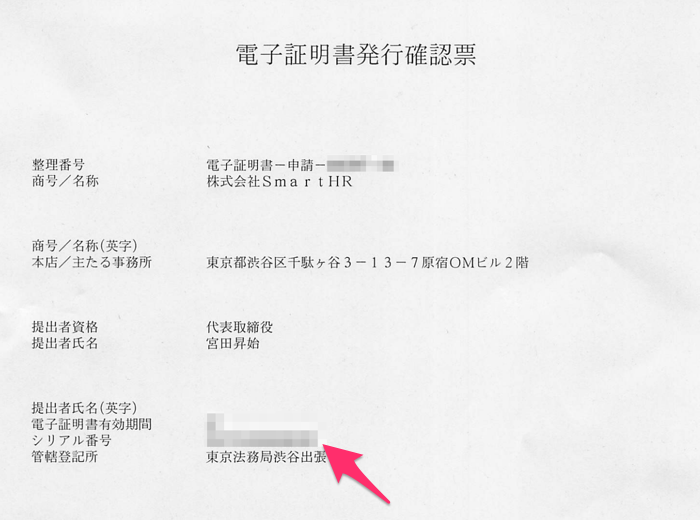 電子証明書発行確認票
整理番号 電子証明書－申請－
商号／名称 株式会社ＳｍａｒｔＨＲ
商号／名称(英字)
本店／主たる事務所 東京都渋谷区千駄ヶ谷３－１３－７原宿ＯＭビル２階
提出者資格 代表取締役
提出者氏名 宮田昇始
提出者氏名(英字)
電子証明書有効期間
シリアル番号
管轄登記所 東京法務局渋谷出張